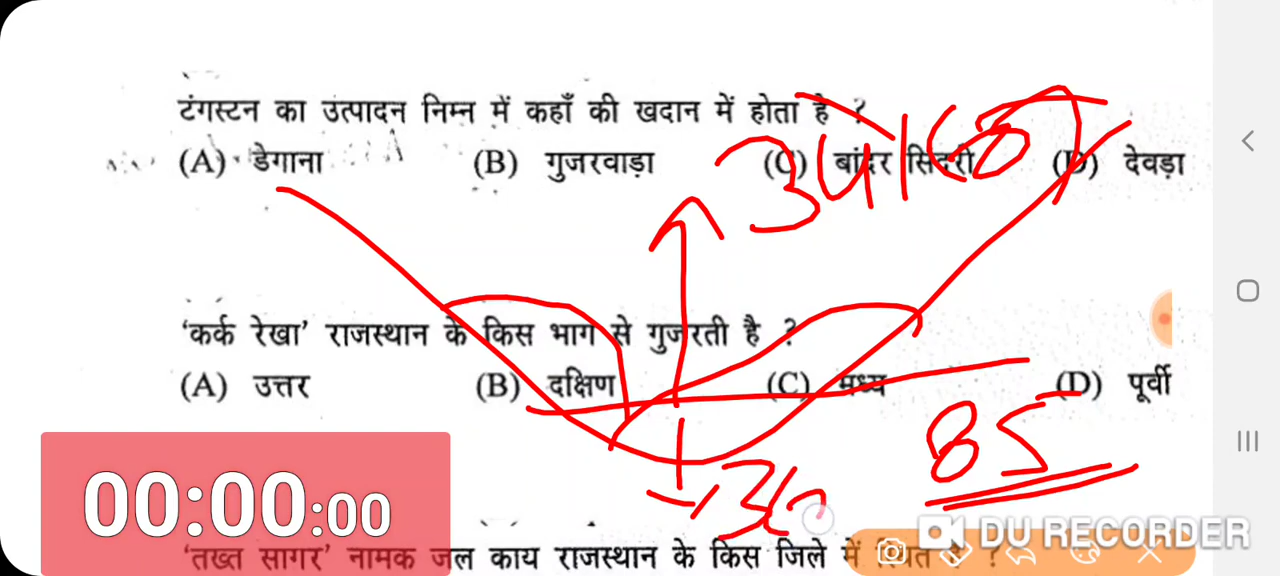 टंगस्टन का उत्पादन निम्न में कहाँ की खदान में होता है ?
(A) डेगाना (B) गुजरवाड़ा (C) बांदर सिंदरी (D) देवड़ा
34168
'कर्क रेखा' राजस्थान के किस भाग से गुजरती है ?
(A) उत्तर (B) दक्षिण (C) मध्य (D) पूर्वी
85
00:00:00
DU RECORDER
'तख्त सागर' नामक जल काय राजस्थान के किस जिले में स्थित है ?